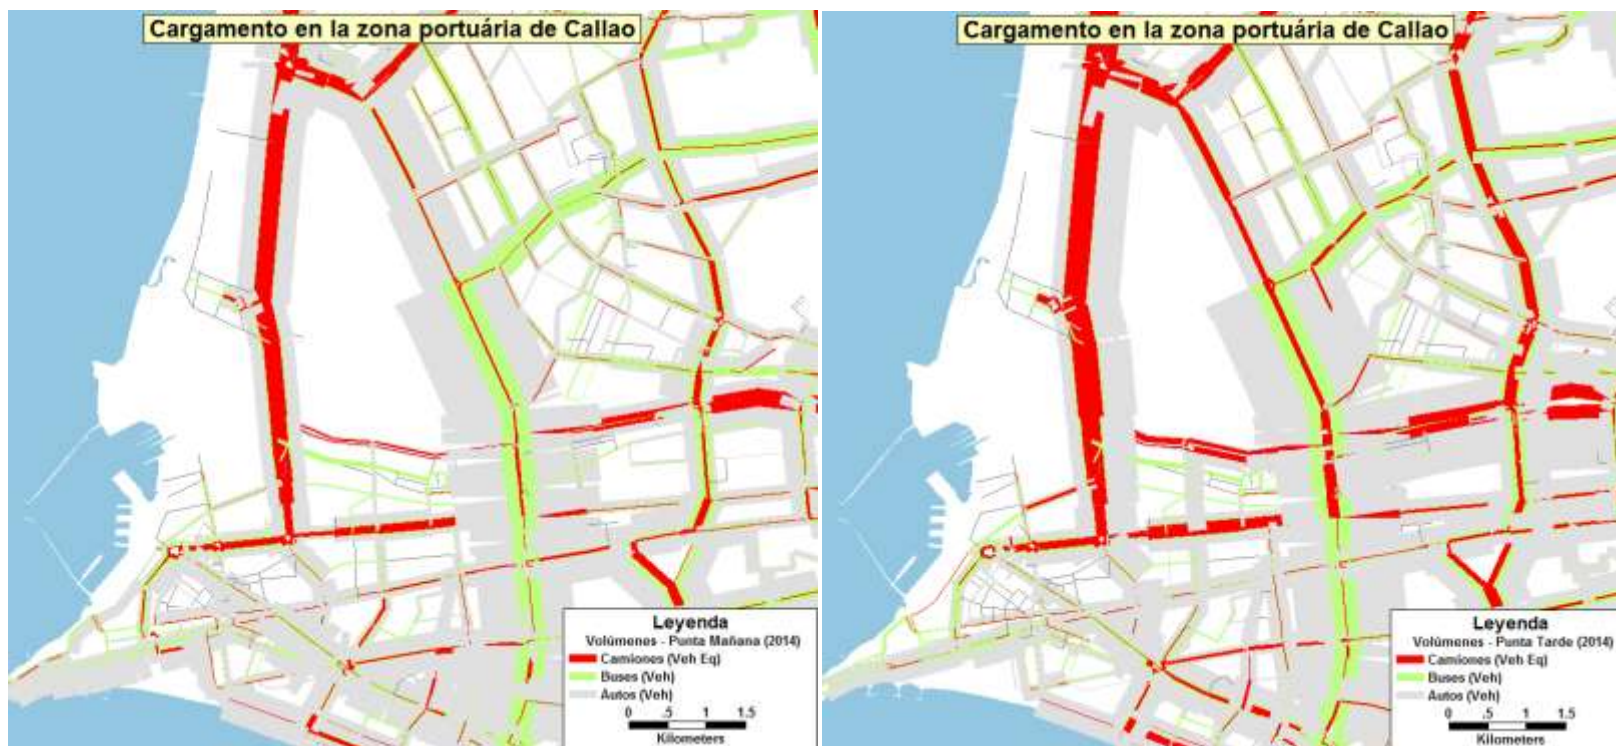 Cargamento en la zona portuária de Callao
Leyenda
Volúmenes - Punta Mañana (2014)
Camiones (Veh Eq)
Buses (Veh)
Autos (Veh)
0 .5 1 1.5
Kilometers
Cargamento en la zona portuária de Callao
Leyenda
Volúmenes - Punta Tarde (2014)
Camiones (Veh Eq)
Buses (Veh)
Autos (Veh)
0 .5 1 1.5
Kilometers